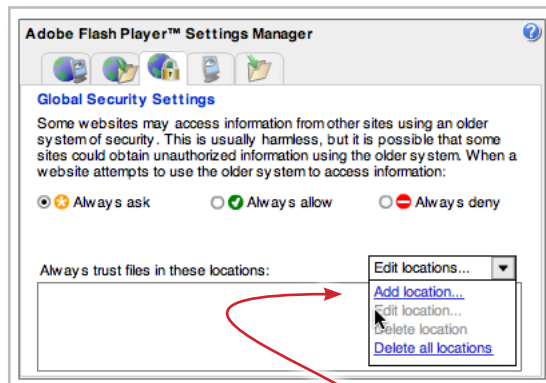 Adobe Flash Player™ Settings Manager
Global Security Settings
Some websites may access information from other
sites using an older
system of security. This is usually harmless, but it is possible that some
sites could obtain unauthorized information using the older system. When a
website attempts to use the older system to access information:
Always ask Always allow Always deny
Always trust files in these locations: Edit locations...
Add location...
Edit location...
Delete location
Delete all locations